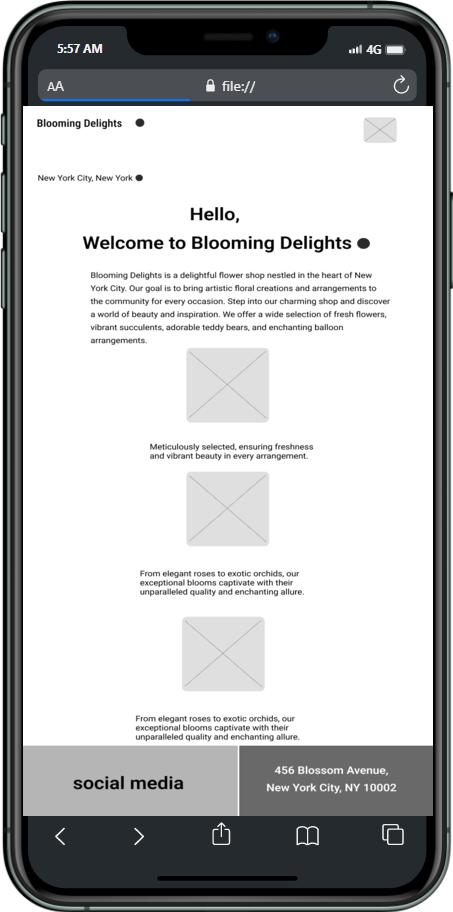 5:57 AM 4G
AA file://
Blooming Delights
New York City, New York
Hello,
Welcome to Blooming Delights
Blooming Delights is a delightful flower shop nestled in the heart of New
York City. Our goal is to bring artistic floral creations and arrangements to
the community for every occasion. Step into our charming shop and discover
a world of beauty and inspiration. We offer a wide selection of fresh flowers,
vibrant succulents, adorable teddy bears, and enchanting balloon
arrangements.
Meticulously selected, ensuring freshness
and vibrant beauty in every arrangement.
From elegant roses to exotic orchids, our
exceptional blooms captivate with their
unparalleled quality and enchanting allure.
From elegant roses to exotic orchids, our
exceptional blooms captivate with their
unparalleled quality and enchanting allure.
social media
456 Blossom Avenue,
New York City, NY 10002